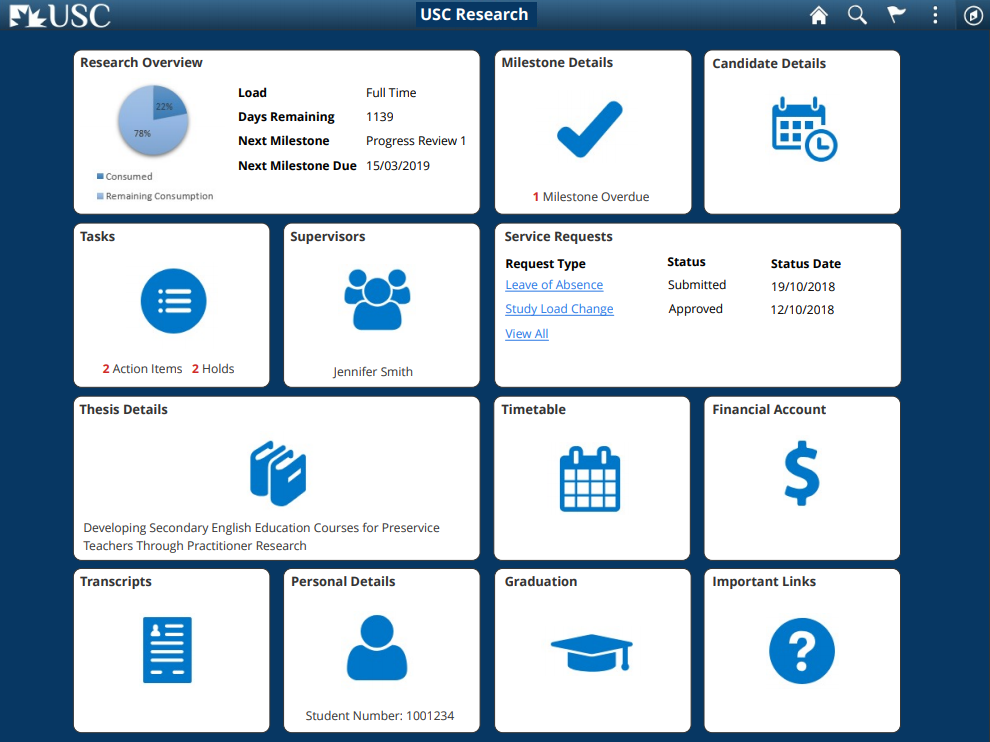 USC
USC Research
Research Overview
22%
78%
Consumed
Remaining Consumption
Load Full Time
Days Remaining 1139
Next Milestone Progress Review 1
Next Milestone Due 15/03/2019
Milestone Details
1 Milestone Overdue
Candidate Details
Tasks
2 Action Items 2 Holds
Supervisors
Jennifer Smith
Service Requests
Request Type Status Status Date
Leave of Absence Submitted 19/10/2018
Study Load Change Approved 12/10/2018
View All
Thesis Details
Developing Secondary English Education Courses for Preservice
Teachers Through Practitioner Research
Timetable
Financial Account
$
Transcripts
Personal Details
Student Number: 1001234
Graduation
Important Links
?